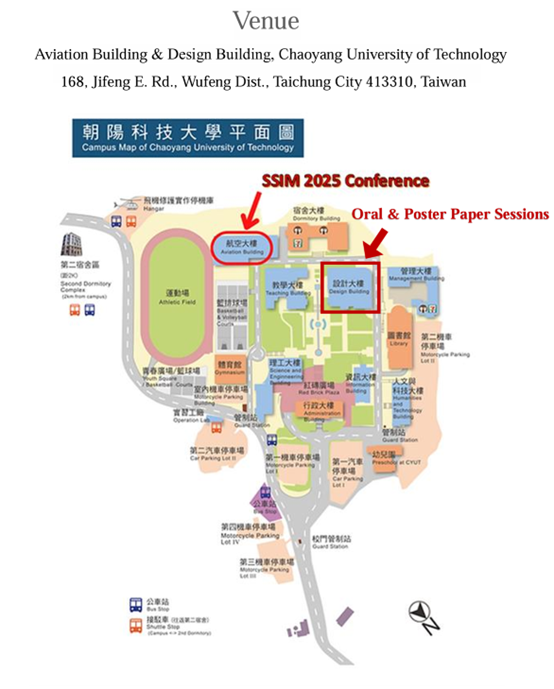 Venue
Aviation Building & Design Building, Chaoyang University of Technology
168, Jifeng E. Rd., Wufeng Dist., Taichung City 413310, Taiwan
朝陽科技大學平面圖
Campus Map of Chaoyang University of Technology
SSIM 2025 Conference
Oral & Poster Paper Sessions
飛機修護實作停機庫
Hangar
宿舍大樓
Dormitory Building
航空大樓
Aviation Building
第二宿舍區
(距2K)
Second Dormitory
Complex
(2km from campus)
運動場
Athletic Field
教學大樓
Teaching Building
設計大樓
Design Building
管理大樓
Management Building
籃排球場
Basketball
& Volleyball
Courts
圖書館
Library
第二機車
停車場
Motorcycle Parking
Lot II
青春廣場/籃球場
Youth Square
/ Basketball Courts
體育館
Gymnasium
理工大樓
Science and
Engineering
Building
資訊大樓
Information
Building
人文與
科技大樓
Humanities
and
Technology
Building
室內機車停車場
Motorcycle Parking
Building
紅磚廣場
Red Brick Plaza
行政大樓
Administration
Building
實習工廠
Operation Lab
管制站
Guard Station
管制站
Guard Station
第二汽車停車場
Car Parking Lot II
第一機車停車場
Motorcycle Parking
Lot I
第一汽車
停車場
Car Parking
Lot I
幼兒園
Preschool at CYUT
公車站
Bus Stop
第四機車停車場
Motorcycle Parking
Lot IV
校門管制站
Guard Station
第三機車停車場
Motorcycle Parking
Lot III
公車站
Bus Stop
接駁車 (往返第二宿舍)
Shuttle Stop
(Campus <-> 2nd Dormitory)
N